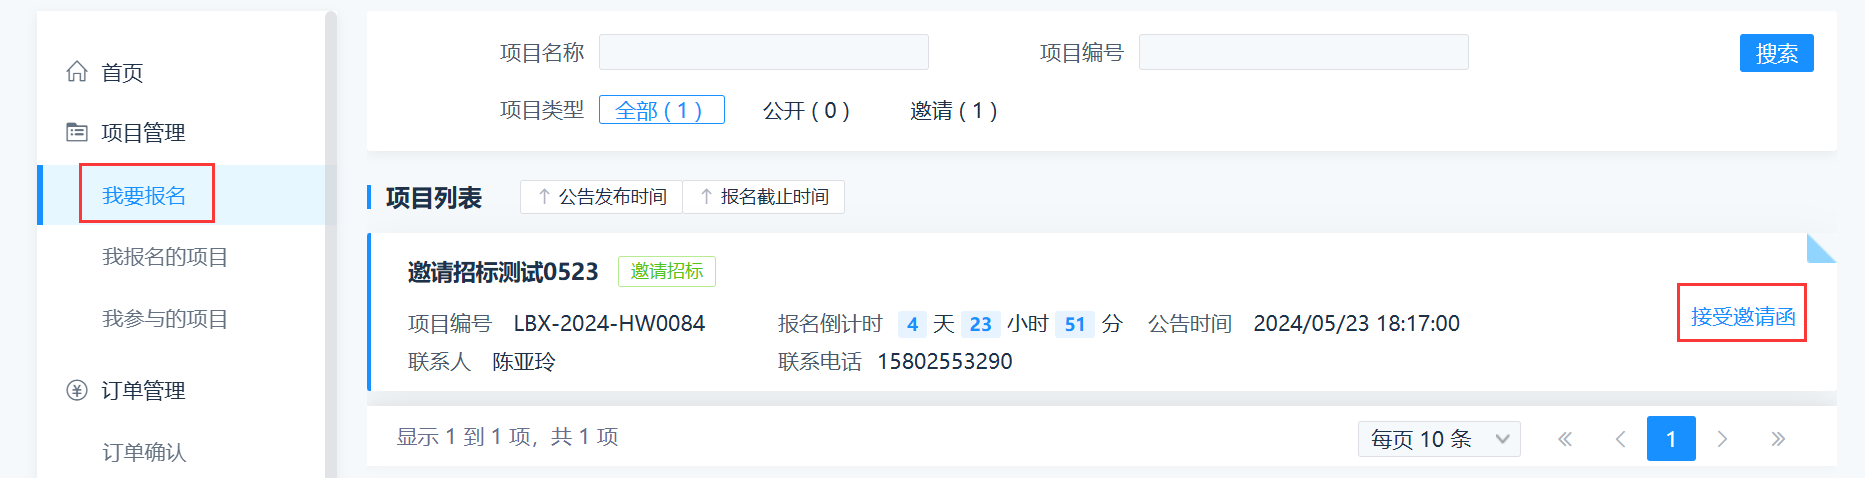 首页
项目管理
我要报名
我报名的项目
我参与的项目
订单管理
订单确认
项目名称
项目编号
搜索
项目类型 全部 ( 1 ) 公开 ( 0 ) 邀请 ( 1 )
项目列表 ↑ 公告发布时间 ↑ 报名截止时间
邀请招标测试0523 邀请招标
项目编号 LBX-2024-HW0084 报名倒计时 4 天 23 小时 51 分 公告时间 2024/05/23 18:17:00
接受邀请函
联系人 陈亚玲 联系电话 15802553290
显示 1 到 1 项，共 1 项 每页 10 条 « ‹ 1 › »